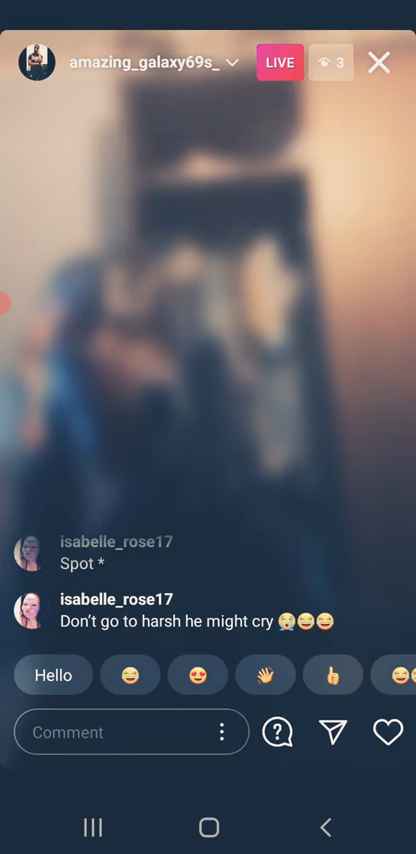 amazing_galaxy69s_
LIVE
3
isabelle_rose17
Spot *
isabelle_rose17
Don't go to harsh he might cry 😭😂😂
Hello
Comment